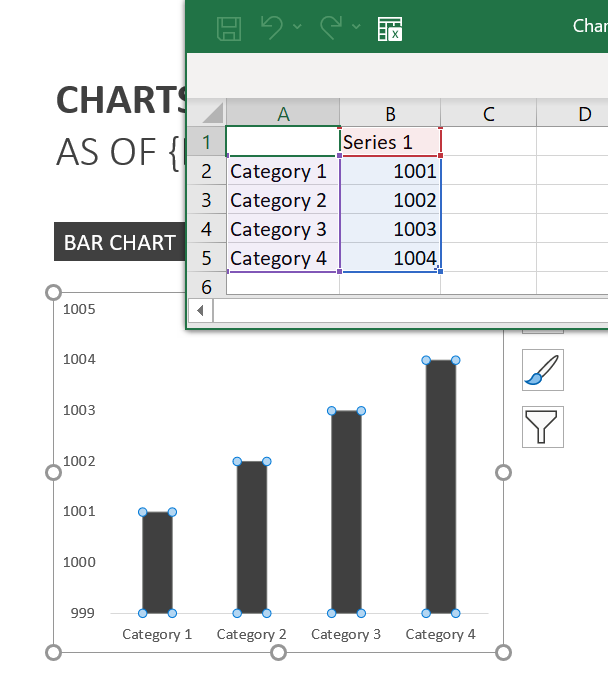 Char
CHARTS
AS OF {
BAR CHART
A B C D
1 Series 1
2 Category 1 1001
3 Category 2 1002
4 Category 3 1003
5 Category 4 1004
6
1005
1004
1003
1002
1001
1000
999
Category 1 Category 2 Category 3 Category 4